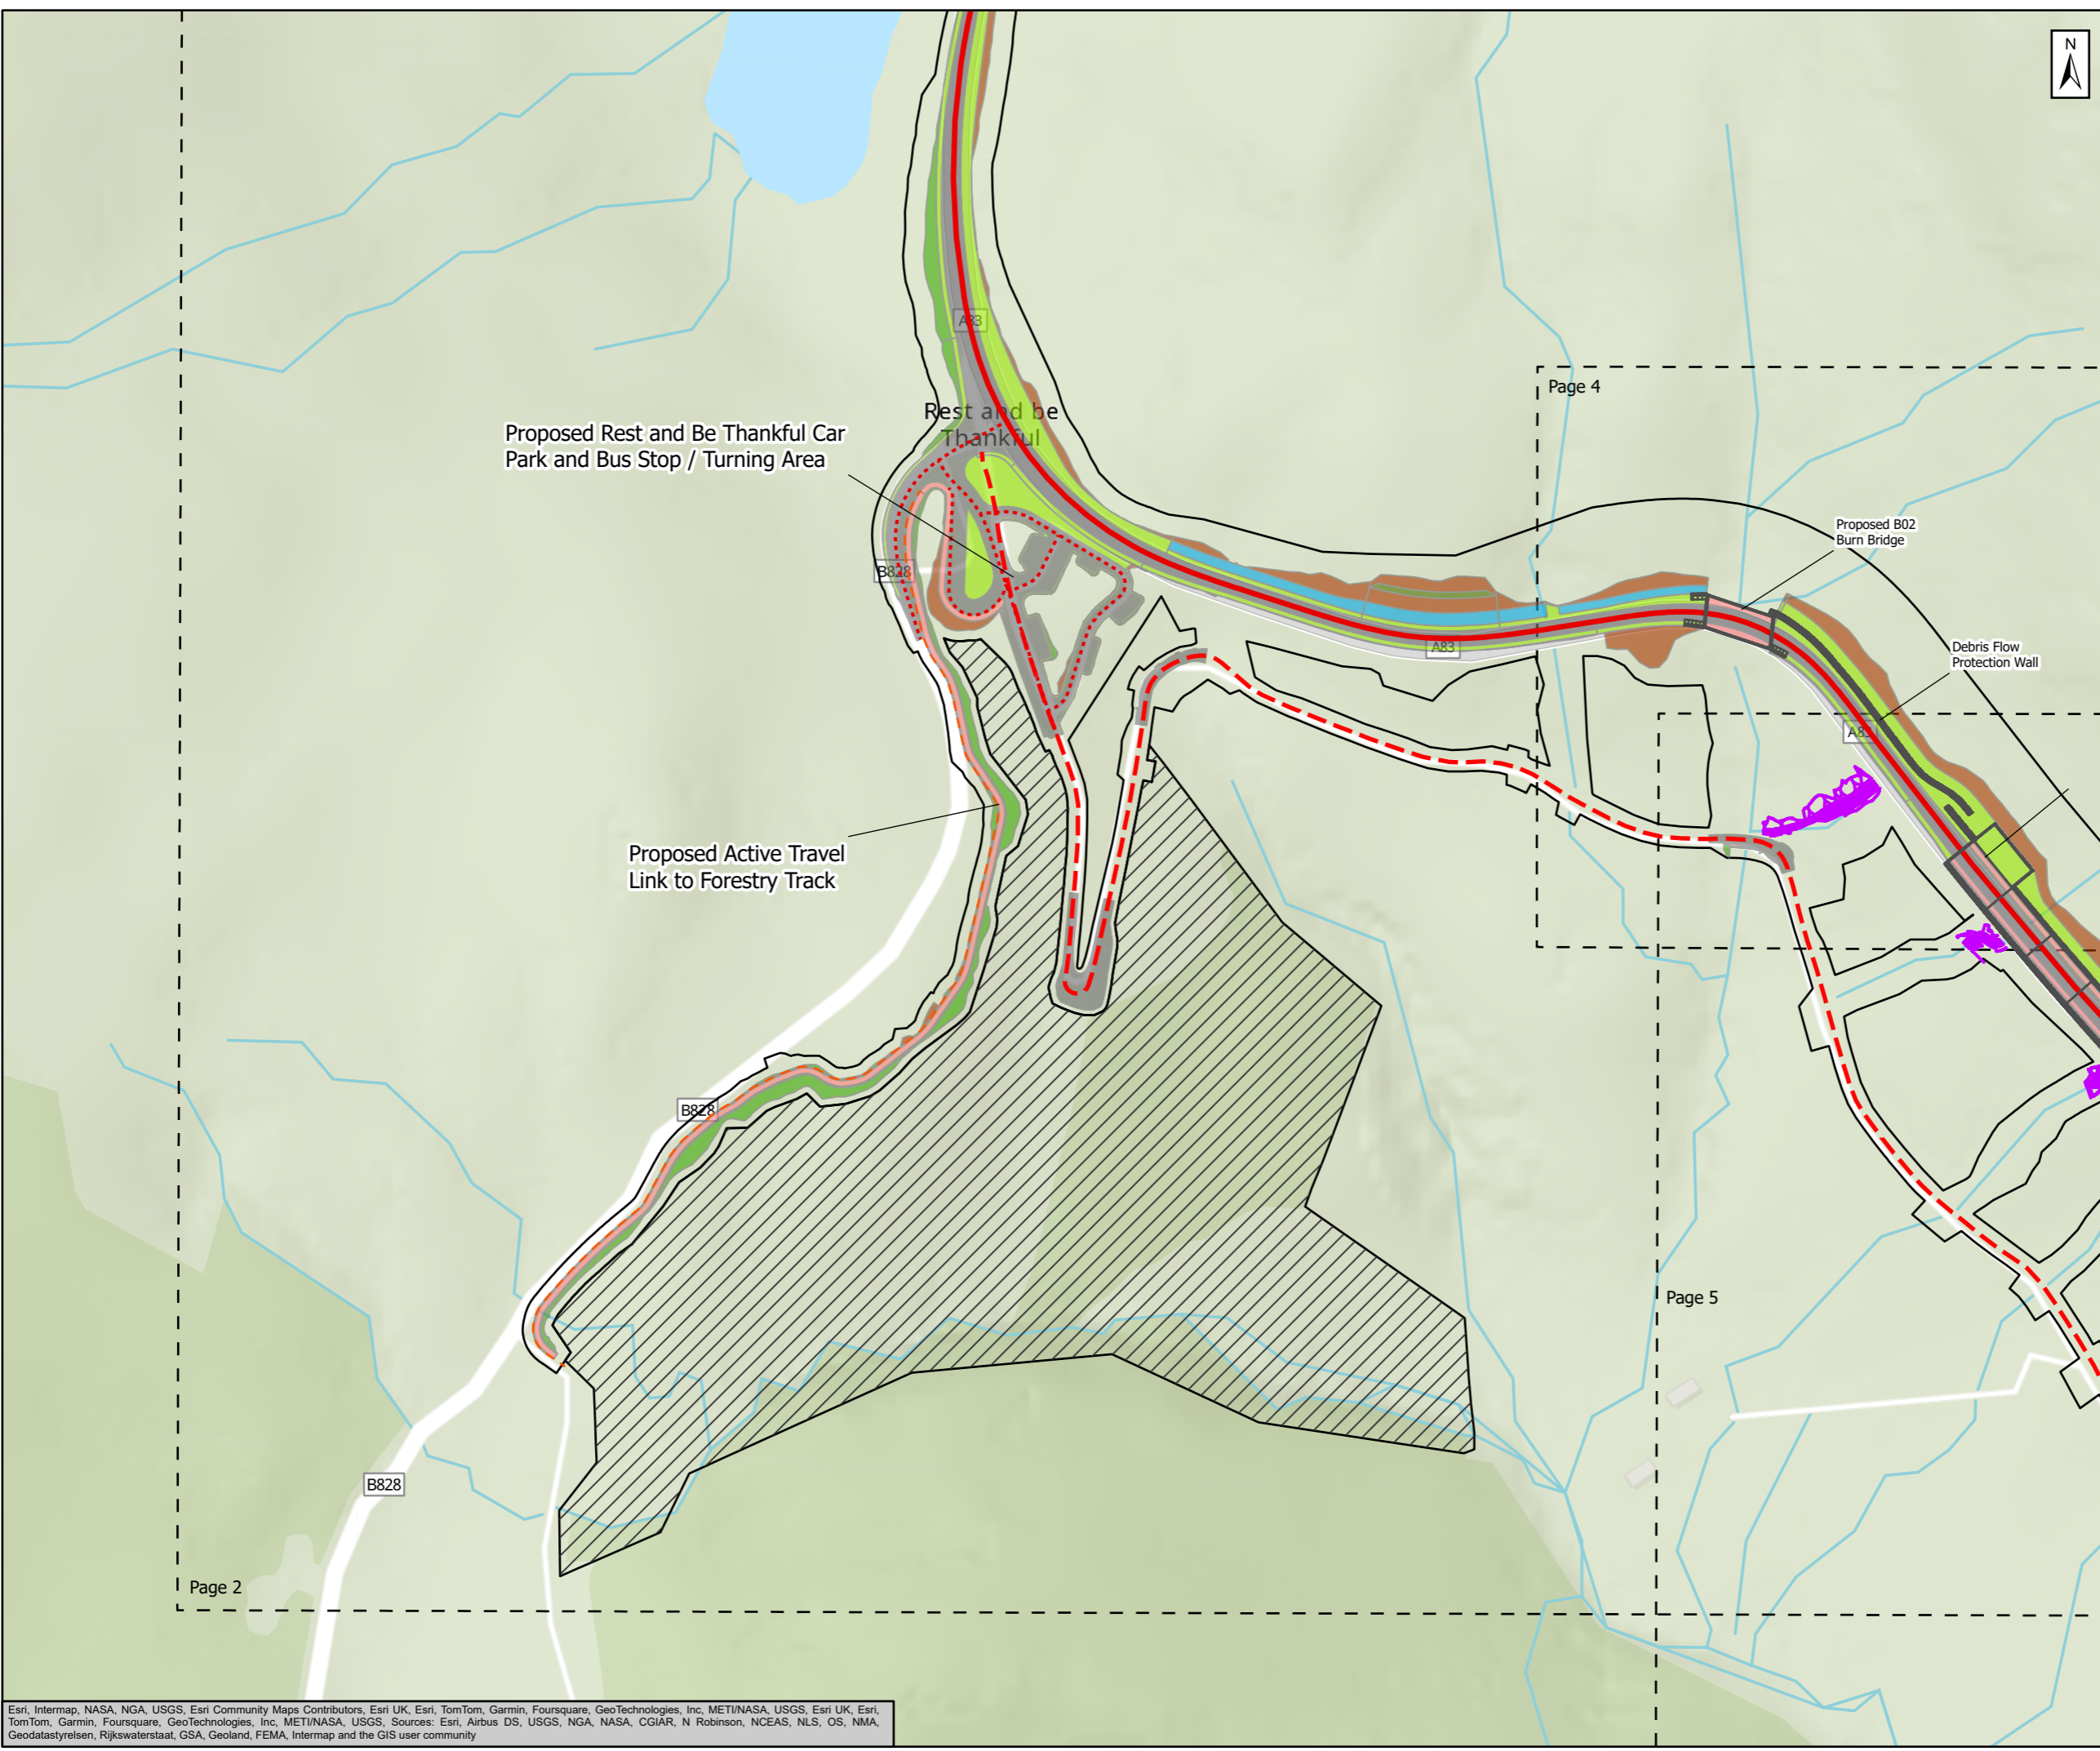 N
A83
Page 4
Rest and be
Thankful
Proposed Rest and Be Thankful Car
Park and Bus Stop / Turning Area
Proposed B02
Burn Bridge
B828
A83
Debris Flow
Protection Wall
A83
Proposed Active Travel
Link to Forestry Track
B828
Page 5
B828
Page 2
Esri, Intermap, NASA, NGA, USGS, Esri Community Maps Contributors, Esri UK, Esri, TomTom, Garmin, Foursquare, GeoTechnologies, Inc, METI/NASA, USGS, Esri UK, Esri,
TomTom, Garmin, Foursquare, GeoTechnologies, Inc, METI/NASA, USGS, Sources: Esri, Airbus DS, USGS, NGA, NASA, CGIAR, N Robinson, NCEAS, NLS, OS, NMA,
Geodatastyrelsen, Rijkswaterstaat, GSA, Geoland, FEMA, Intermap and the GIS user community